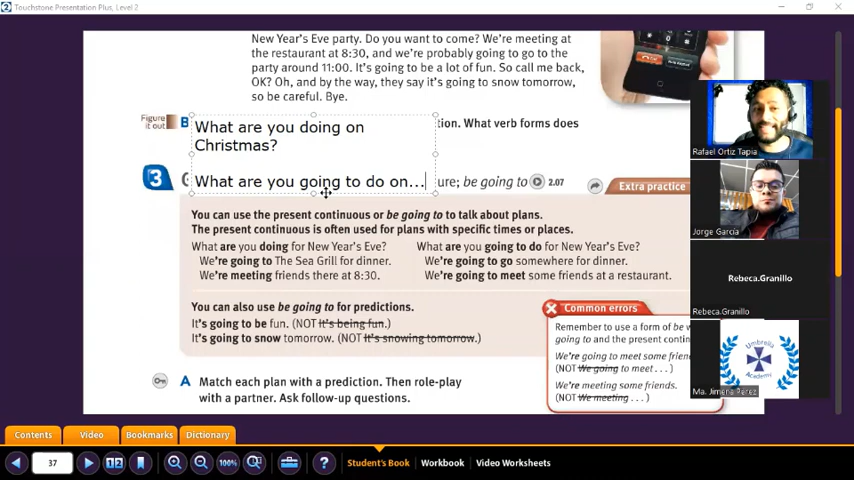 Touchstone Presentation Plus, Level 2
New Year's Eve party. Do you want to come? We're meeting at
the restaurant at 8:30, and we're probably going to go to the
party around 11:00. It's going to be a lot of fun. So call me back,
OK? Oh, and by the way, they say it's going to snow tomorrow,
so be careful. Bye.
Figure it out
B
tion. What verb forms does
What are you doing on
Christmas?
What are you going to do on...
3
ure; be going to 2.07
Extra practice
You can use the present continuous or be going to to talk about plans.
The present continuous is often used for plans with specific times or places.
What are you doing for New Year's Eve?
We're going to The Sea Grill for dinner.
We're meeting friends there at 8:30.
What are you going to do for New Year's Eve?
We're going to go somewhere for dinner.
We're going to meet some friends at a restaurant.
You can also use be going to for predictions.
It's going to be fun. (NOT It's being fun.)
It's going to snow tomorrow. (NOT It's snowing tomorrow.)
Common errors
Remember to use a form of be
going to and the present contin
We're going to meet some frien
(NOT We going to meet . . .)
We're meeting some friends.
(NOT We meeting . . .)
A Match each plan with a prediction. Then role-play
with a partner. Ask follow-up questions.
Rafael Ortiz Tapia
Jorge García
Rebeca.Granillo
Rebeca.Granillo
Umbrella
Academy
Ma. Jimena Perez
Contents
Video
Bookmarks
Dictionary
37
100%
Student's Book
Workbook
Video Worksheets